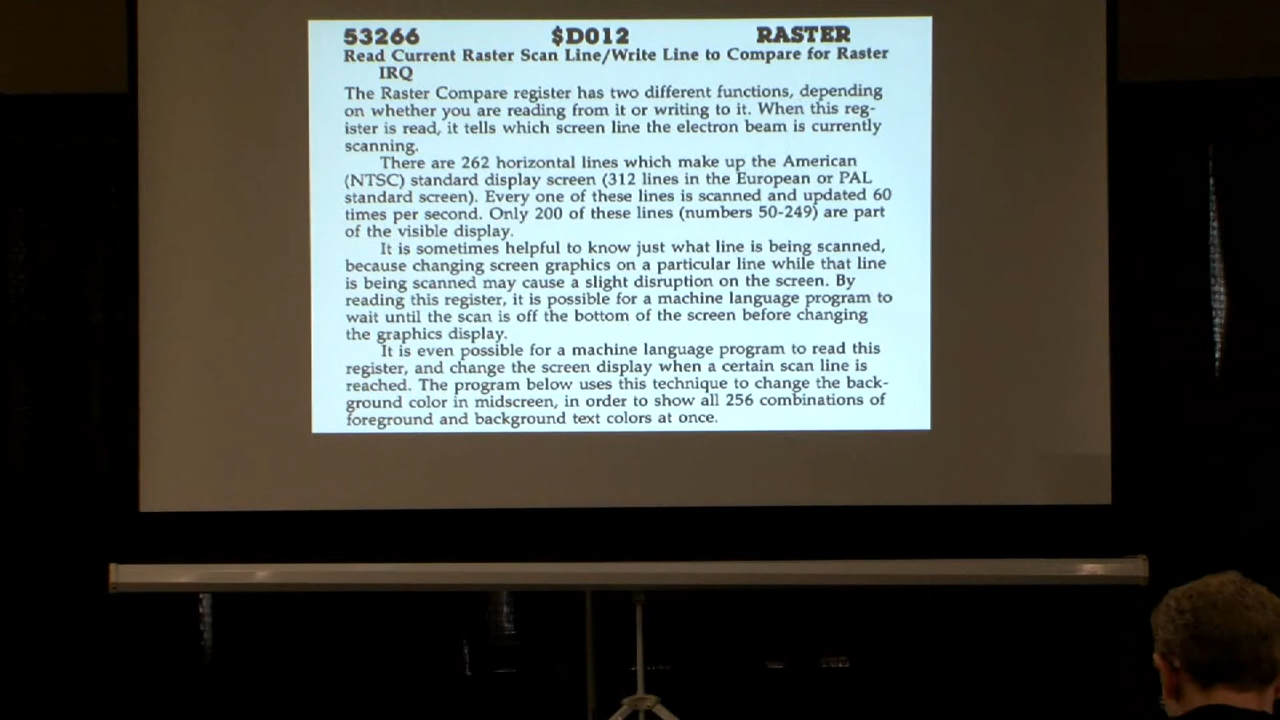 53266 $D012 RASTER
Read Current Raster Scan Line/Write Line to Compare for Raster
IRQ
The Raster Compare register has two different functions, depending
on whether you are reading from it or writing to it. When this reg-
ister is read, it tells which screen line the electron beam is currently
scanning.
There are 262 horizontal lines which make up the American
(NTSC) standard display screen (312 lines in the European or PAL
standard screen). Every one of these lines is scanned and updated 60
times per second. Only 200 of these lines (numbers 50-249) are part
of the visible display.
It is sometimes helpful to know just what line is being scanned,
because changing screen graphics on a particular line while that line
is being scanned may cause a slight disruption on the screen. By
reading this register, it is possible for a machine language program to
wait until the scan is off the bottom of the screen before changing
the graphics display.
It is even possible for a machine language program to read this
register, and change the screen display when a certain scan line is
reached. The program below uses this technique to change the back-
ground color in midscreen, in order to show all 256 combinations of
foreground and background text colors at once.